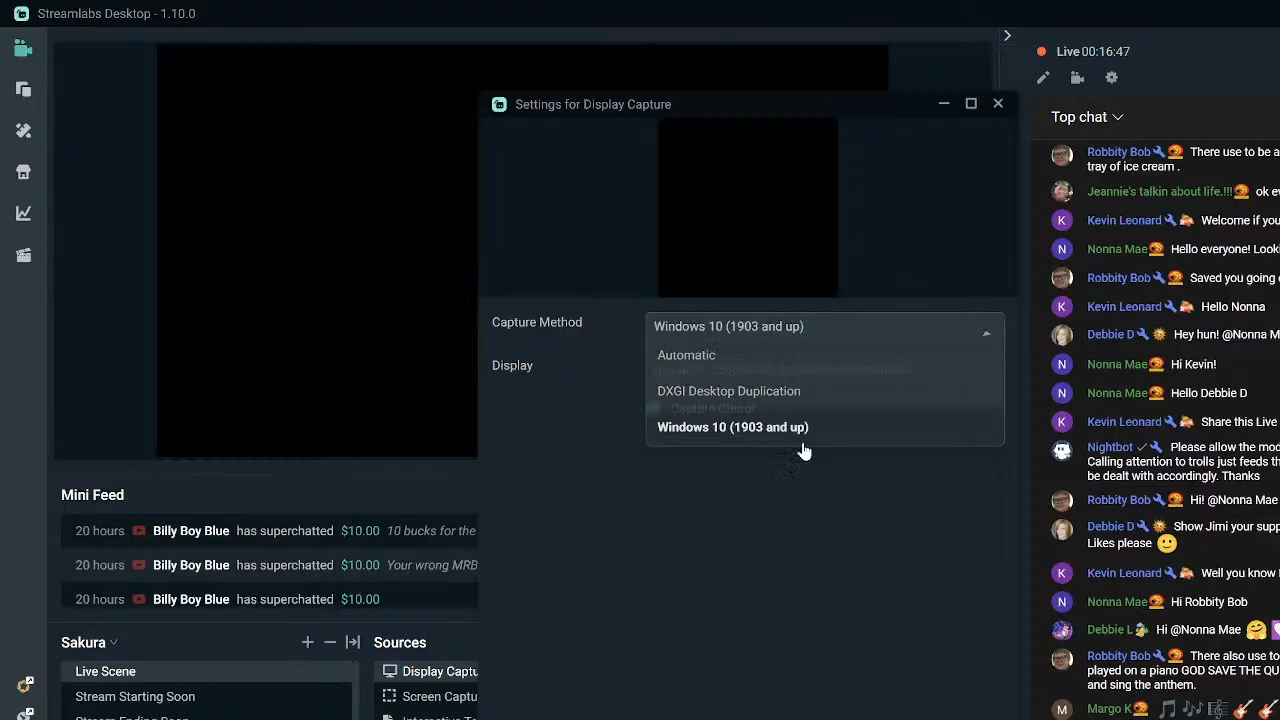 Streamlabs Desktop - 1.10.0
Settings for Display Capture
Capture Method
Windows 10 (1903 and up)
Automatic
DXGI Desktop Duplication
Capture Cursor
Windows 10 (1903 and up)
Display
Mini Feed
20 hours Billy Boy Blue has superchatted $10.00 10 bucks for the
20 hours Billy Boy Blue has superchatted $10.00 Your wrong MRB
20 hours Billy Boy Blue has superchatted $10.00
Sakura
Live Scene
Stream Starting Soon
Stream Ending Soon
Sources
Display Captu
Screen Captu
Live 00:16:47
Top chat
Robbity Bob There use to be a
tray of ice cream .
Jeannie's talkin about life.!!! ok e
K Kevin Leonard Welcome if you
N Nonna Mae Hello everyone! Looki
Robbity Bob Saved you going
K Kevin Leonard Hello Nonna
Debbie D Hey hun! @Nonna M
N Nonna Mae Hi Kevin!
N Nonna Mae Hello Debbie D
K Kevin Leonard Share this Live
Nightbot Please allow the mod
Calling attention to trolls just feeds th
be dealt with accordingly. Thanks
Robbity Bob Hi! @Nonna Mae
Debbie D Show Jimi your supp
Likes please
K Kevin Leonard Well you know I
N Nonna Mae Hi Robbity Bob
Debbie L Hi @Nonna Mae
Robbity Bob There also use to
played on a piano GOD SAVE THE QU
and sing the anthem.
M Margo K